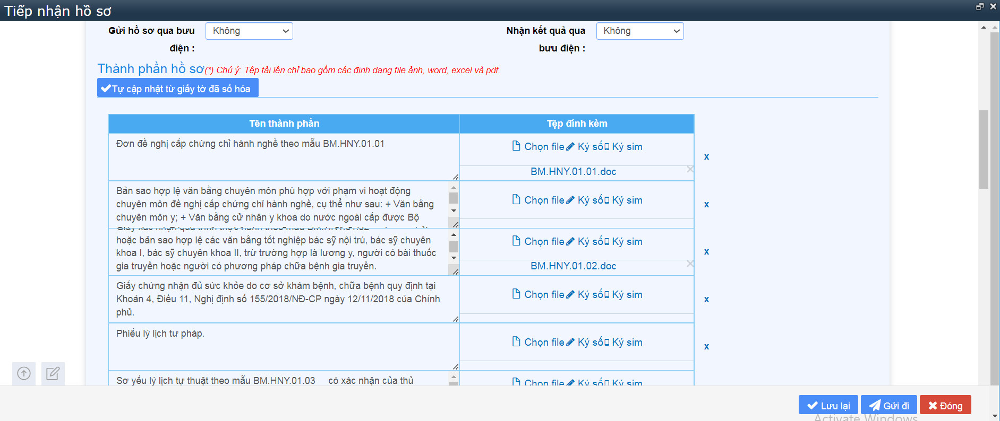 Tiếp nhận hồ sơ
Gửi hồ sơ qua bưu điện :
Không
Nhận kết quả qua bưu điện :
Không
Thành phần hồ sơ(*) Chú ý: Tệp tải lên chỉ bao gồm các định dạng file ảnh, word, excel và pdf.
Tự cập nhật từ giấy tờ đã số hóa
Tên thành phần
Tệp đính kèm
Đơn đề nghị cấp chứng chỉ hành nghề theo mẫu BM.HNY.01.01
Chọn file Ký số Ký sim
x
BM.HNY.01.01.doc
Bản sao hợp lệ văn bằng chuyên môn phù hợp với phạm vi hoạt động
chuyên môn đề nghị cấp chứng chỉ hành nghề, cụ thể như sau: + Văn bằng
chuyên môn y; + Văn bằng cử nhân y khoa do nước ngoài cấp được Bộ
Chọn file Ký số Ký sim
x
Giấy xác nhận quá trình thực hành theo mẫu BM.HNY.01.02
hoặc bản sao hợp lệ các văn bằng tốt nghiệp bác sỹ nội trú, bác sỹ chuyên
khoa I, bác sỹ chuyên khoa II, trừ trường hợp là lương y, người có bài thuốc
gia truyền hoặc người có phương pháp chữa bệnh gia truyền.
Chọn file Ký số Ký sim
x
BM.HNY.01.02.doc
Giấy chứng nhận đủ sức khỏe do cơ sở khám bệnh, chữa bệnh quy định tại
Khoản 4, Điều 11, Nghị định số 155/2018/NĐ-CP ngày 12/11/2018 của Chính
phủ.
Chọn file Ký số Ký sim
x
Phiếu lý lịch tư pháp.
Chọn file Ký số Ký sim
x
Sơ yếu lý lịch tự thuật theo mẫu BM.HNY.01.03 có xác nhận của thủ
Chọn file Ký số Ký sim
Lưu lại
Gửi đi
Đóng
Activate Windows